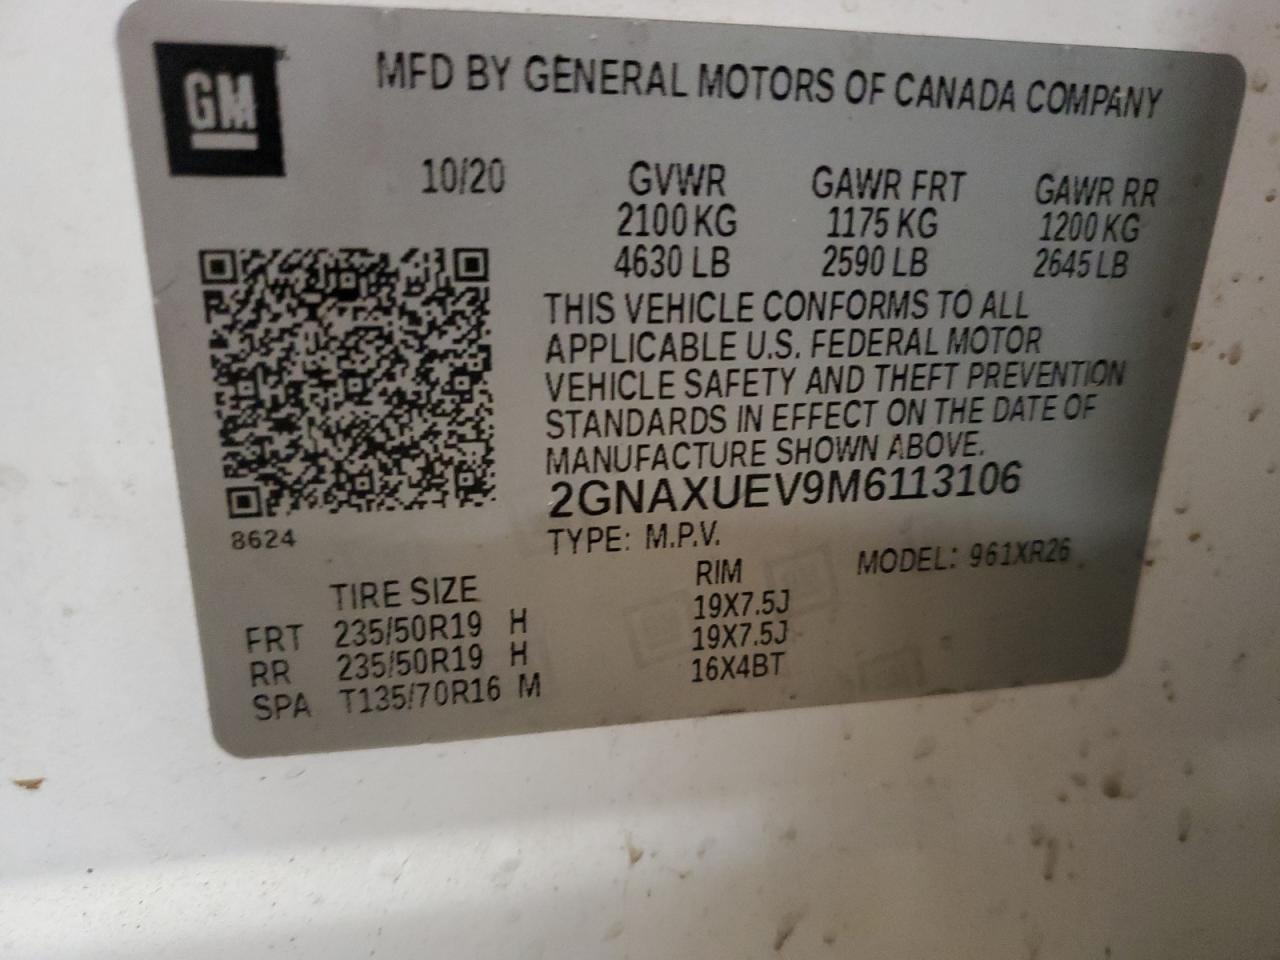 GM
MFD BY GENERAL MOTORS OF CANADA COMPANY
10/20 GVWR GAWR FRT GAWR RR
2100 KG 1175 KG 1200 KG
4630 LB 2590 LB 2645 LB
THIS VEHICLE CONFORMS TO ALL
APPLICABLE U.S. FEDERAL MOTOR
VEHICLE SAFETY AND THEFT PREVENTION
STANDARDS IN EFFECT ON THE DATE OF
MANUFACTURE SHOWN ABOVE.
2GNAXUEV9M6113106
8624
TYPE: M.P.V. MODEL: 961XR26
TIRE SIZE RIM
FRT 235/50R19 H 19X7.5J
RR 235/50R19 H 19X7.5J
SPA T135/70R16 M 16X4BT